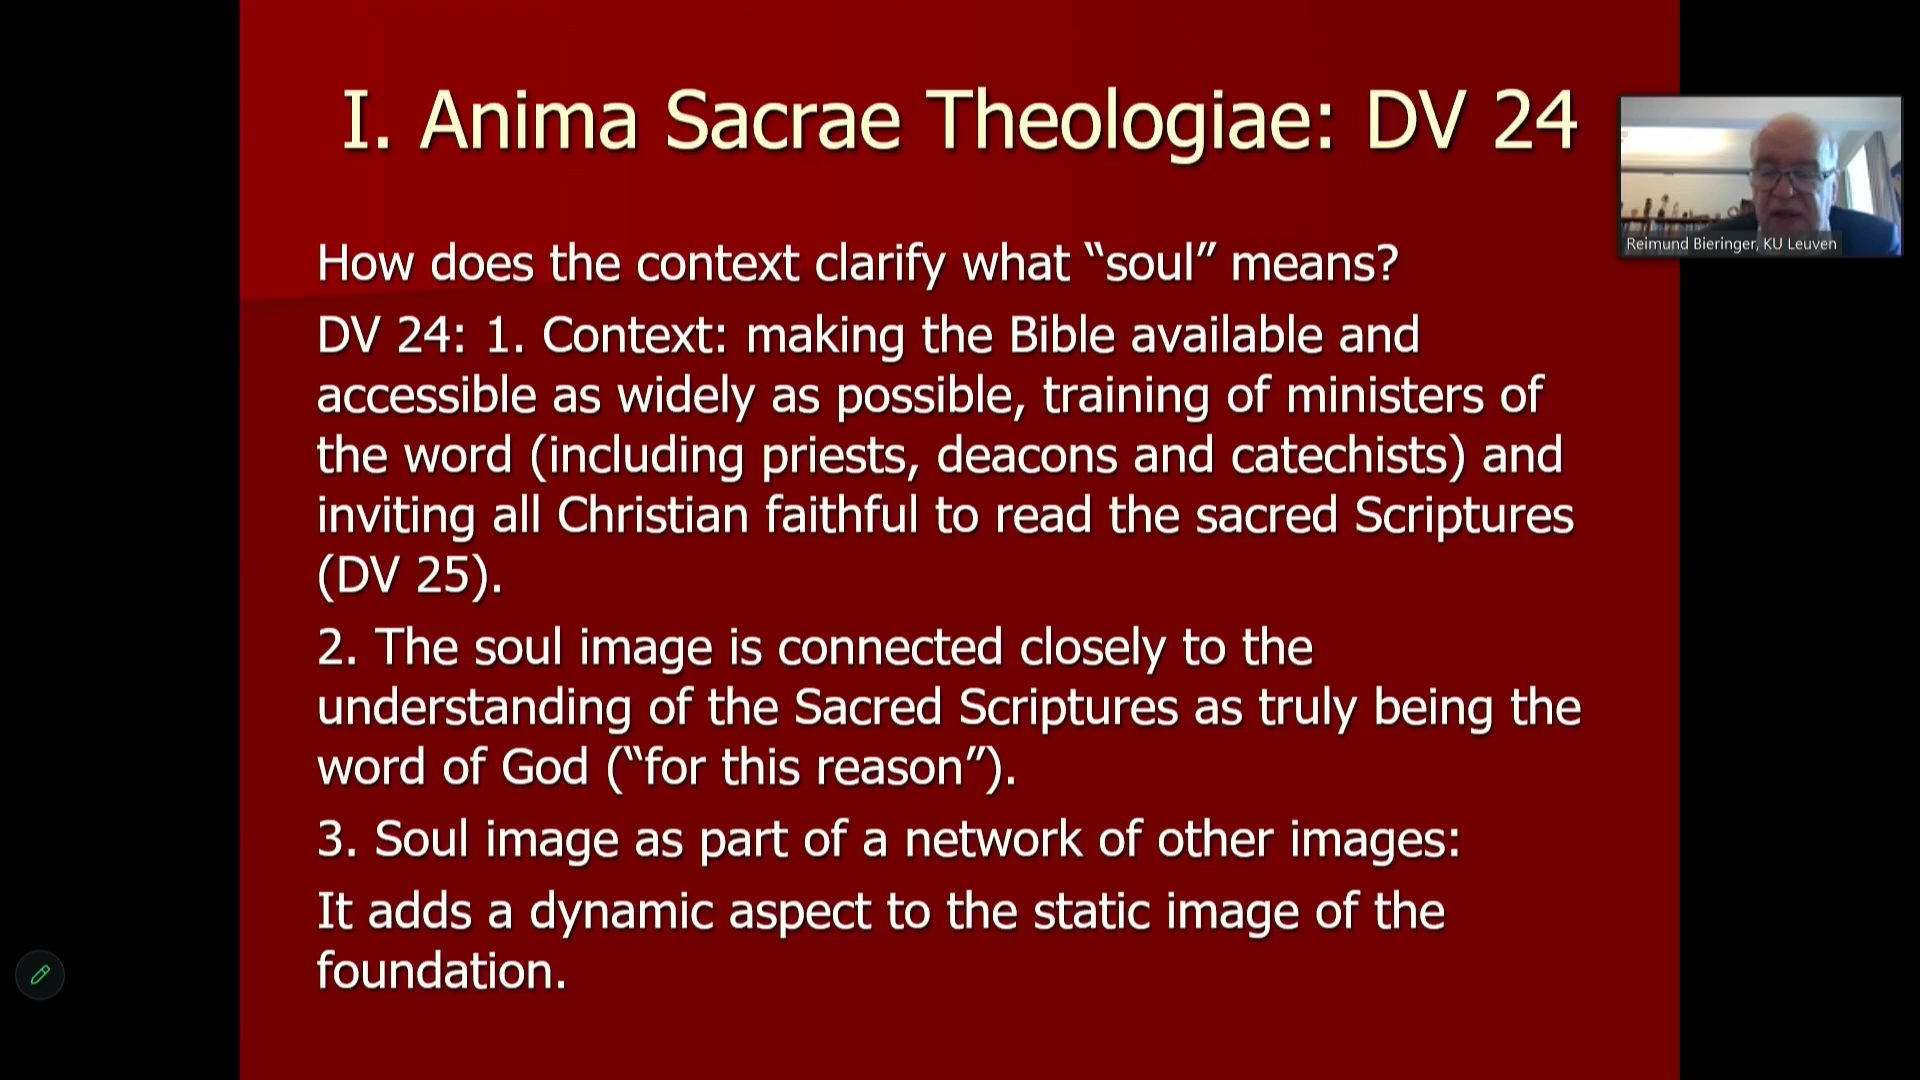 I. Anima Sacrae Theologiae: DV 24
Reimund Bieringer, KU Leuven
How does the context clarify what “soul” means?
DV 24: 1. Context: making the Bible available and
accessible as widely as possible, training of ministers of
the word (including priests, deacons and catechists) and
inviting all Christian faithful to read the sacred Scriptures
(DV 25).
2. The soul image is connected closely to the
understanding of the Sacred Scriptures as truly being the
word of God (“for this reason”).
3. Soul image as part of a network of other images:
It adds a dynamic aspect to the static image of the
foundation.